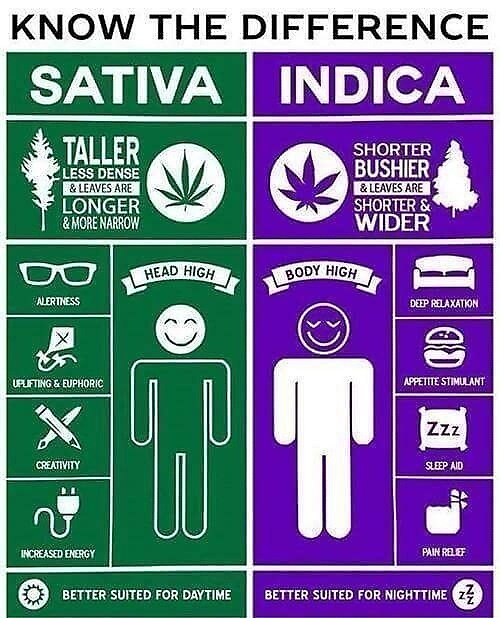 KNOW THE DIFFERENCE
SATIVA
INDICA
TALLER
LESS DENSE
& LEAVES ARE
LONGER
& MORE NARROW
SHORTER
BUSHIER
& LEAVES ARE
SHORTER &
WIDER
ALERTNESS
UPLIFTING & EUPHORIC
CREATIVITY
INCREASED ENERGY
HEAD HIGH
BODY HIGH
DEEP RELAXATION
APPETITE STIMULANT
ZZZ
SLEEP AID
PAIN RELIEF
BETTER SUITED FOR DAYTIME
BETTER SUITED FOR NIGHTTIME
zZZ